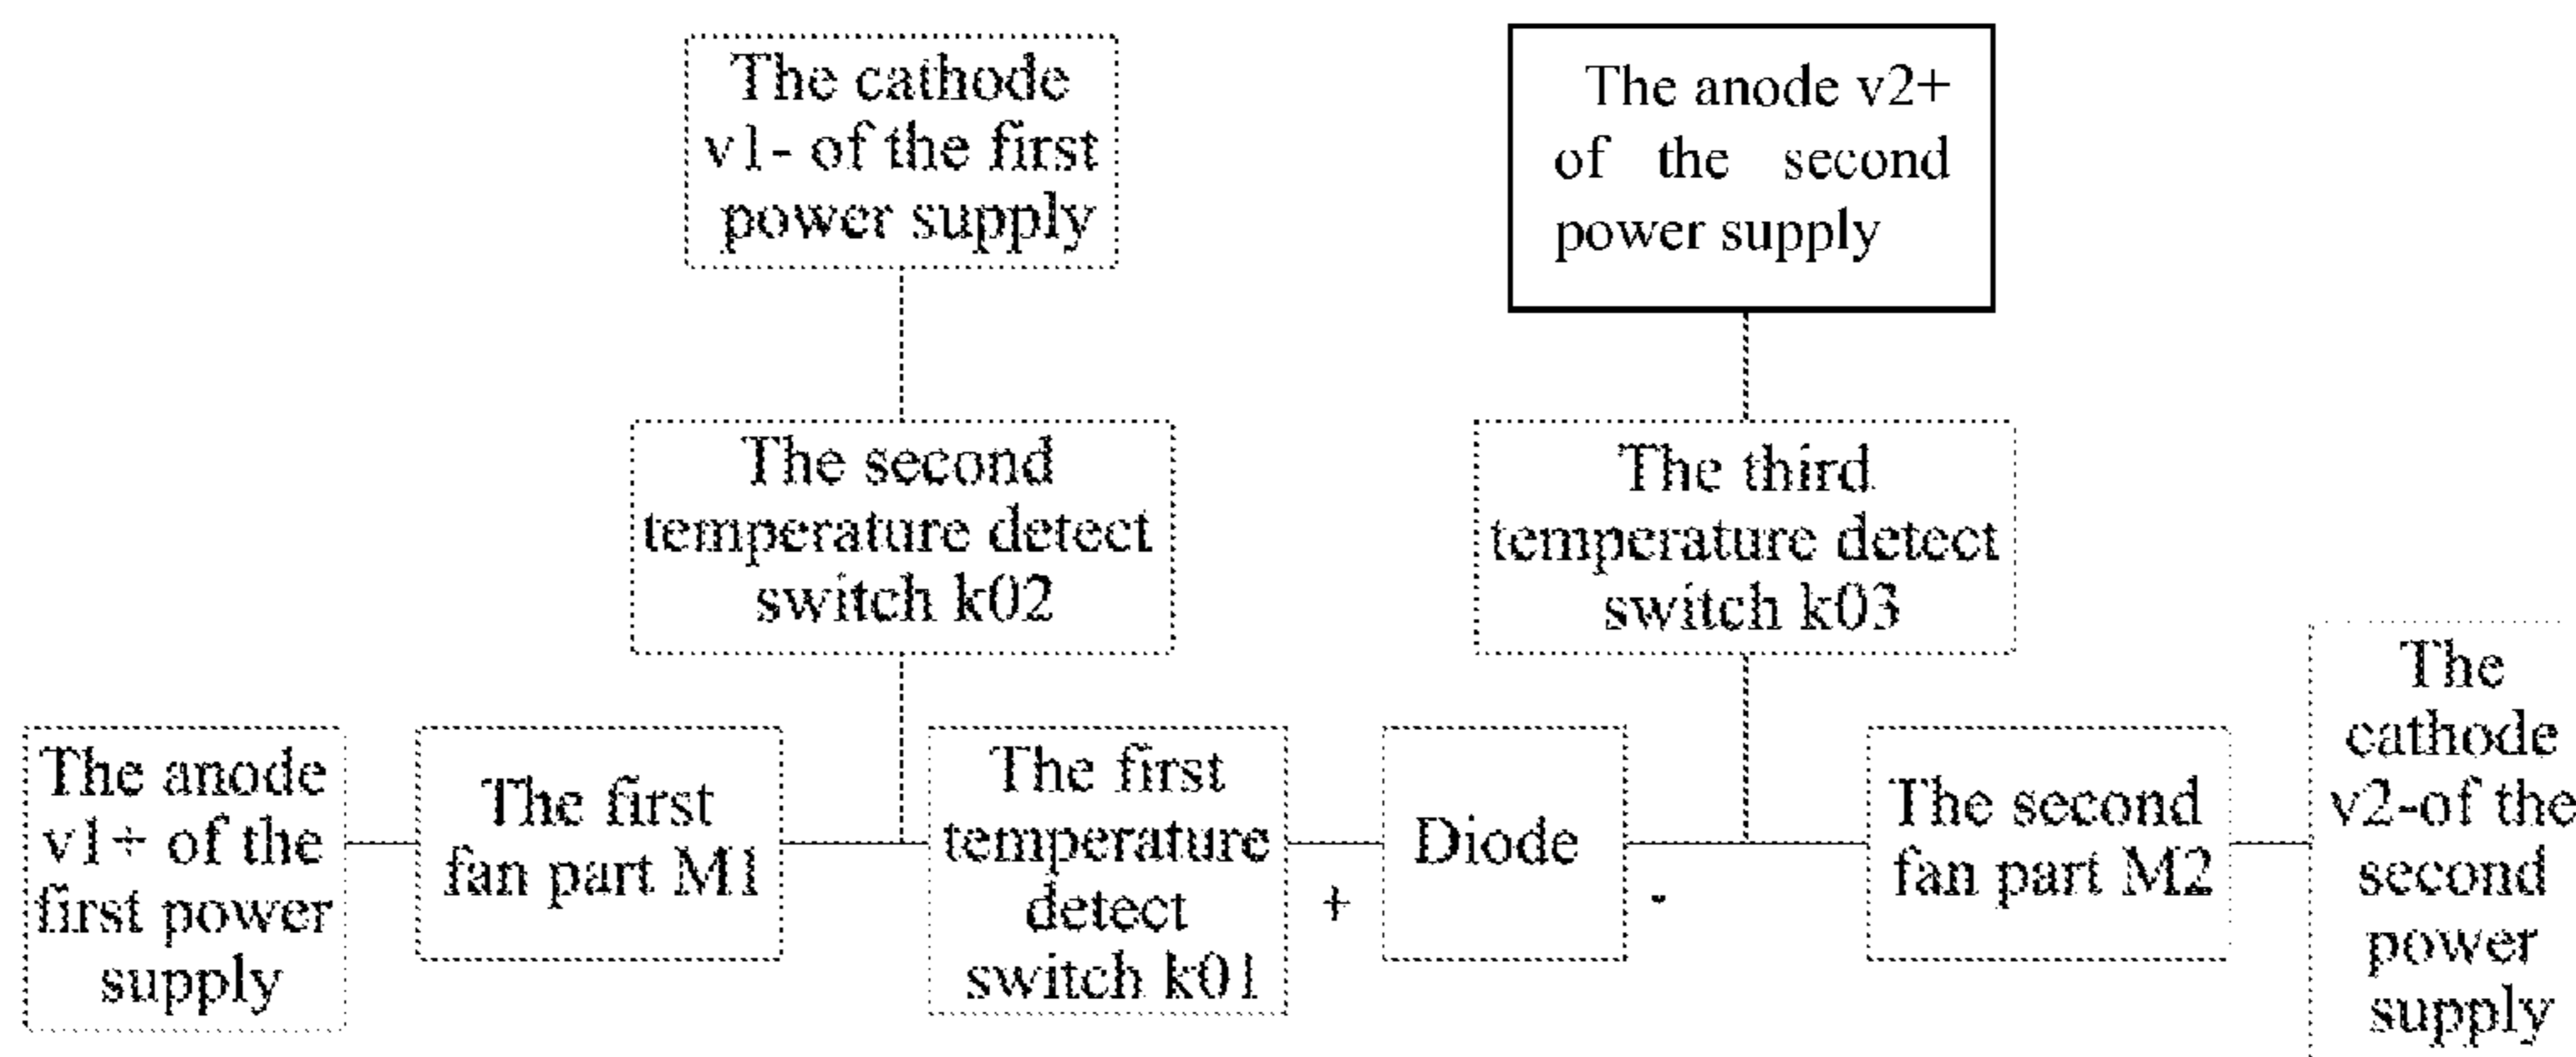 The cathode
v1- of the first
power supply
The anode v2+
of the second
power supply
The second
temperature detect
switch k02
The third
temperature detect
switch k03
The anode
v1+ of the
first power
supply
The first
fan part M1
The first
temperature
detect
switch k01
+
Diode
-
The second
fan part M2
The
cathode
v2-of the
second
power
supply